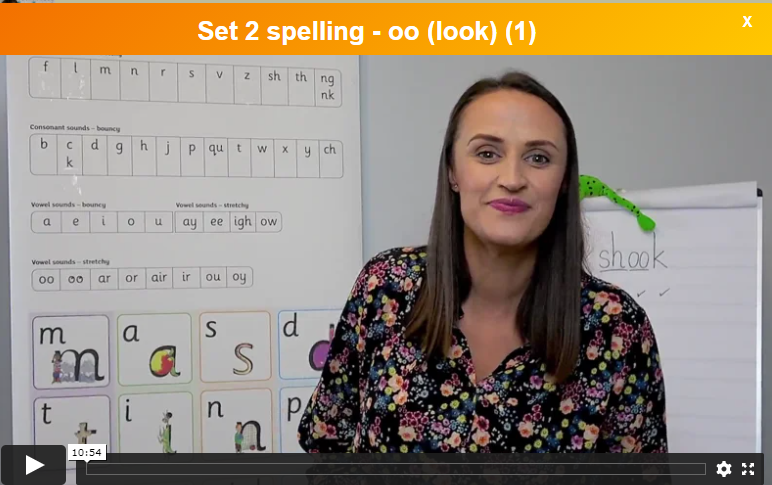 Set 2 spelling - oo (look) (1)
x
f l m n r s v z sh th ng
nk
Consonant sounds – bouncy
b c d g h j p qu t w x y ch
k
Vowel sounds – bouncy Vowel sounds – stretchy
a e i o u ay ee igh ow
Vowel sounds – stretchy
oo oo ar or air ir ou oy
shook
m a s d
m a s d
t i n p
t i n
10:54